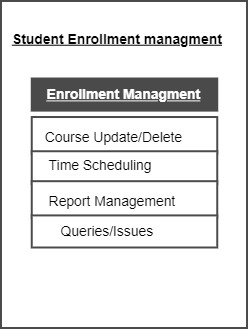 Student Enrollment managment
Enrollment Managment
Course Update/Delete
Time Scheduling
Report Management
Queries/Issues